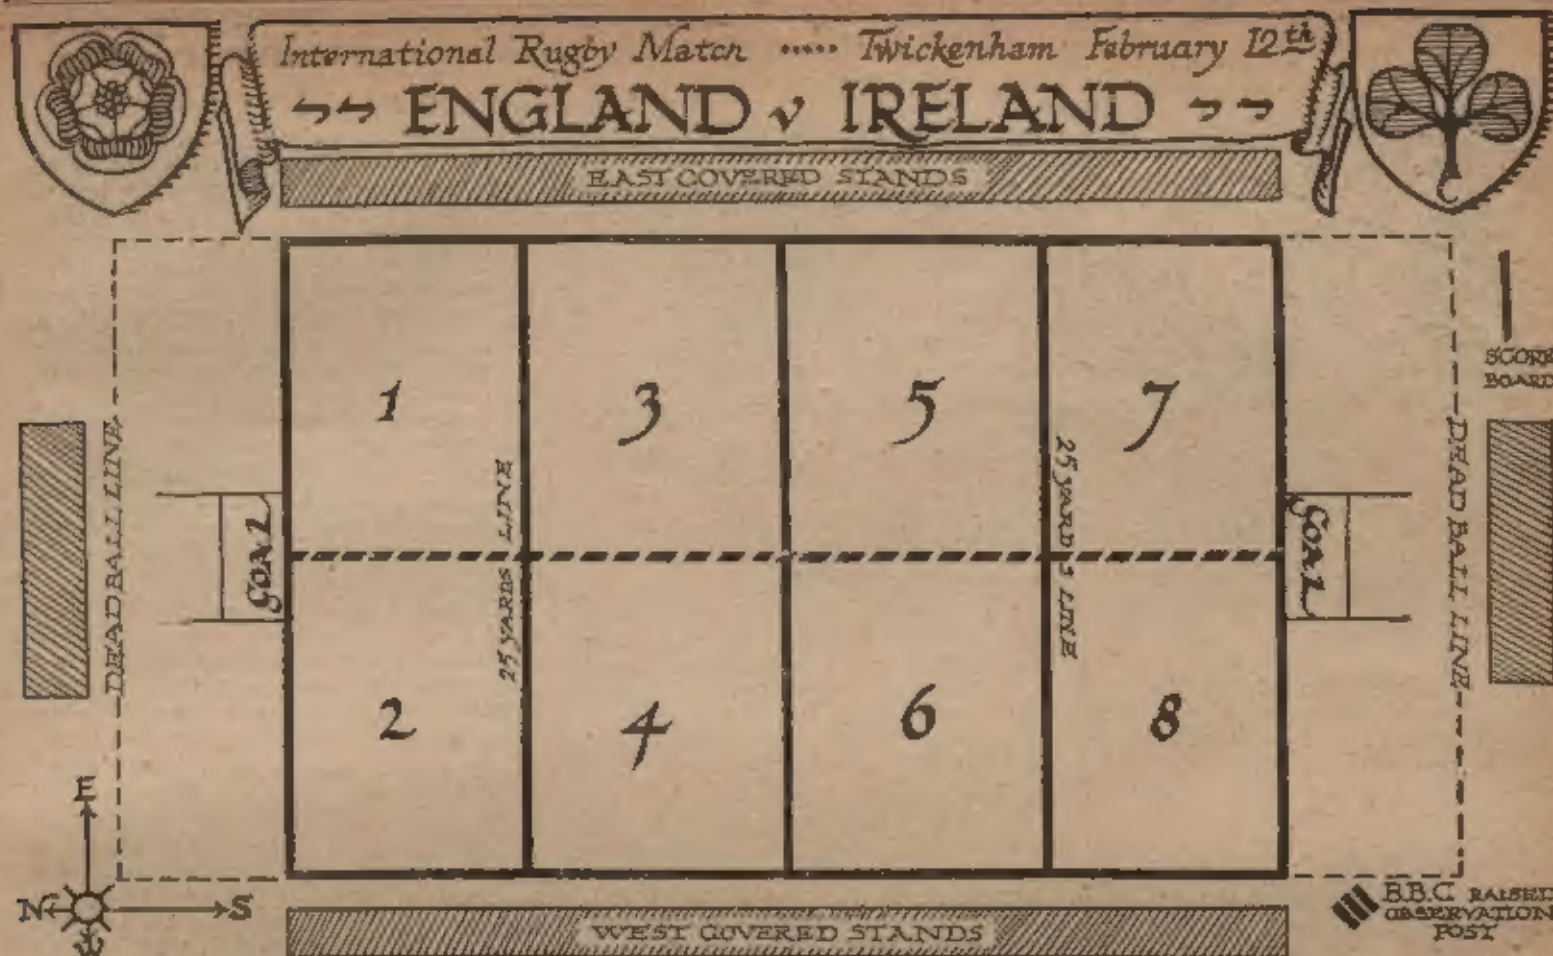 International Rugby Match ····· Twickenham February 12th
ENGLAND v IRELAND
EAST COVERED STANDS
SCORE
BOARD
1
3
5
7
DEAD BALL LINE
25 YARDS LINE
25 YARDS LINE
DEAD BALL LINE
GOAL
GOAL
2
4
6
8
E
N
S
B.B.C. RAISED
OBSERVATION
POST
WEST COVERED STANDS